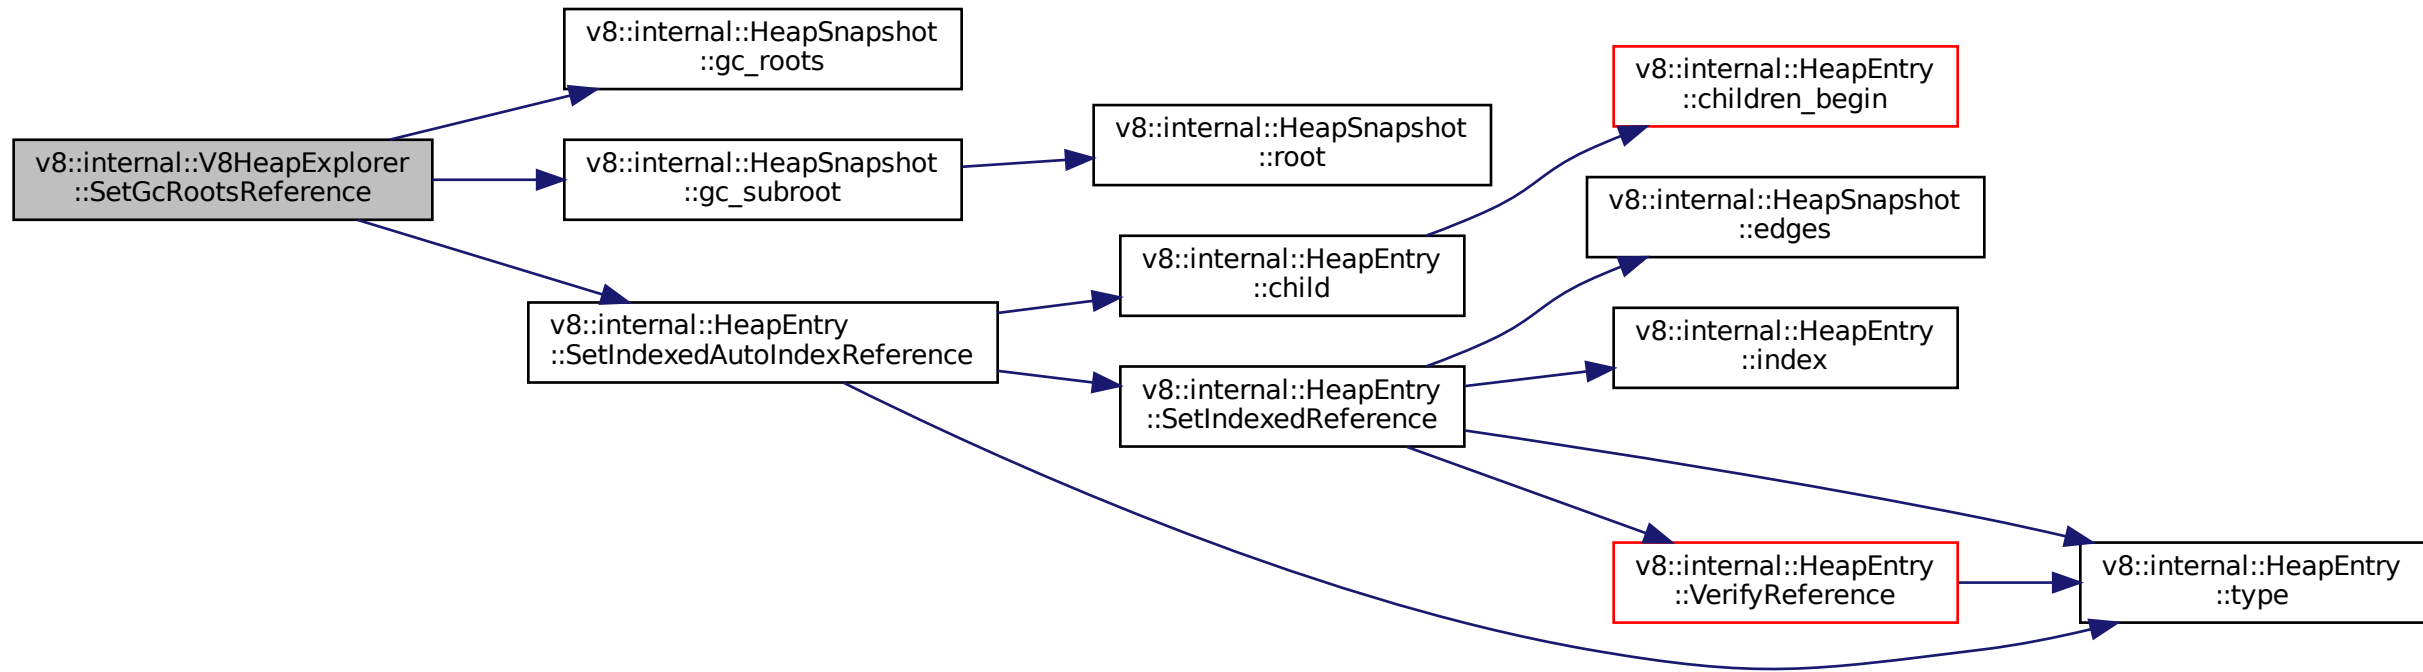 v8::internal::V8HeapExplorer
::SetGcRootsReference
v8::internal::HeapSnapshot
::gc_roots
v8::internal::HeapSnapshot
::gc_subroot
v8::internal::HeapEntry
::SetIndexedAutoIndexReference
v8::internal::HeapSnapshot
::root
v8::internal::HeapEntry
::child
v8::internal::HeapEntry
::SetIndexedReference
v8::internal::HeapEntry
::children_begin
v8::internal::HeapSnapshot
::edges
v8::internal::HeapEntry
::index
v8::internal::HeapEntry
::VerifyReference
v8::internal::HeapEntry
::type